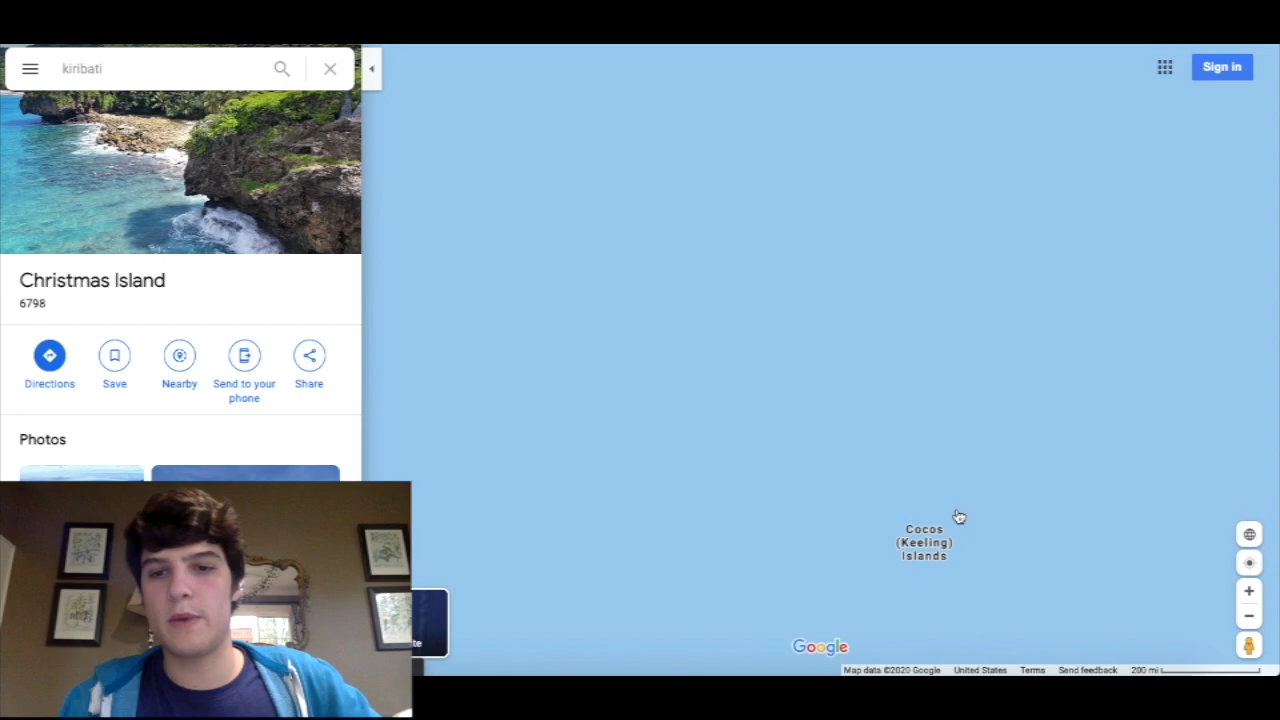 kiribati
Sign in
Christmas Island
6798
Directions
Save
Nearby
Send to your
phone
Share
Photos
Cocos
(Keeling)
Islands
te
Google
Map data ©2020 Google United States Terms Send feedback 200 mi